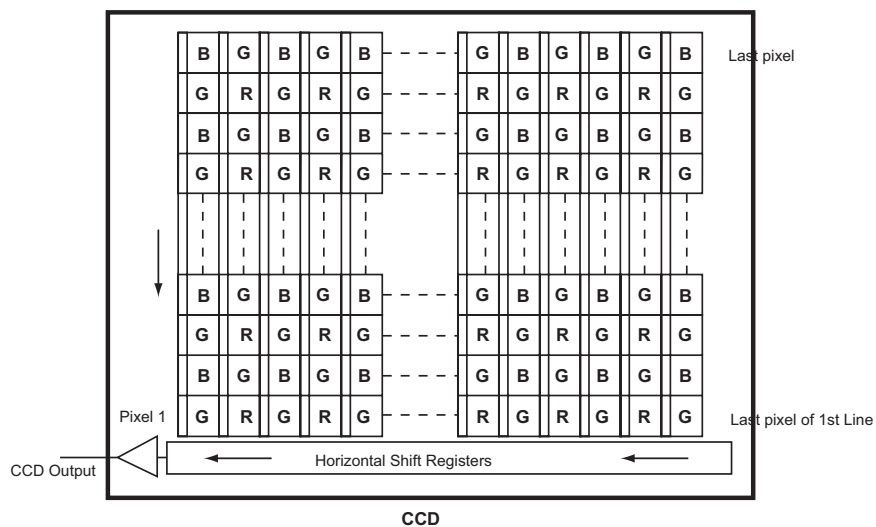 B G B G B G B G B G B Last pixel
G R G R G R G R G R G
B G B G B G B G B G B
G R G R G R G R G R G
B G B G B G B G B G B
G R G R G R G R G R G
B G B G B G B G B G B
Pixel 1 G R G R G R G R G R G Last pixel of 1st Line
CCD Output Horizontal Shift Registers
CCD